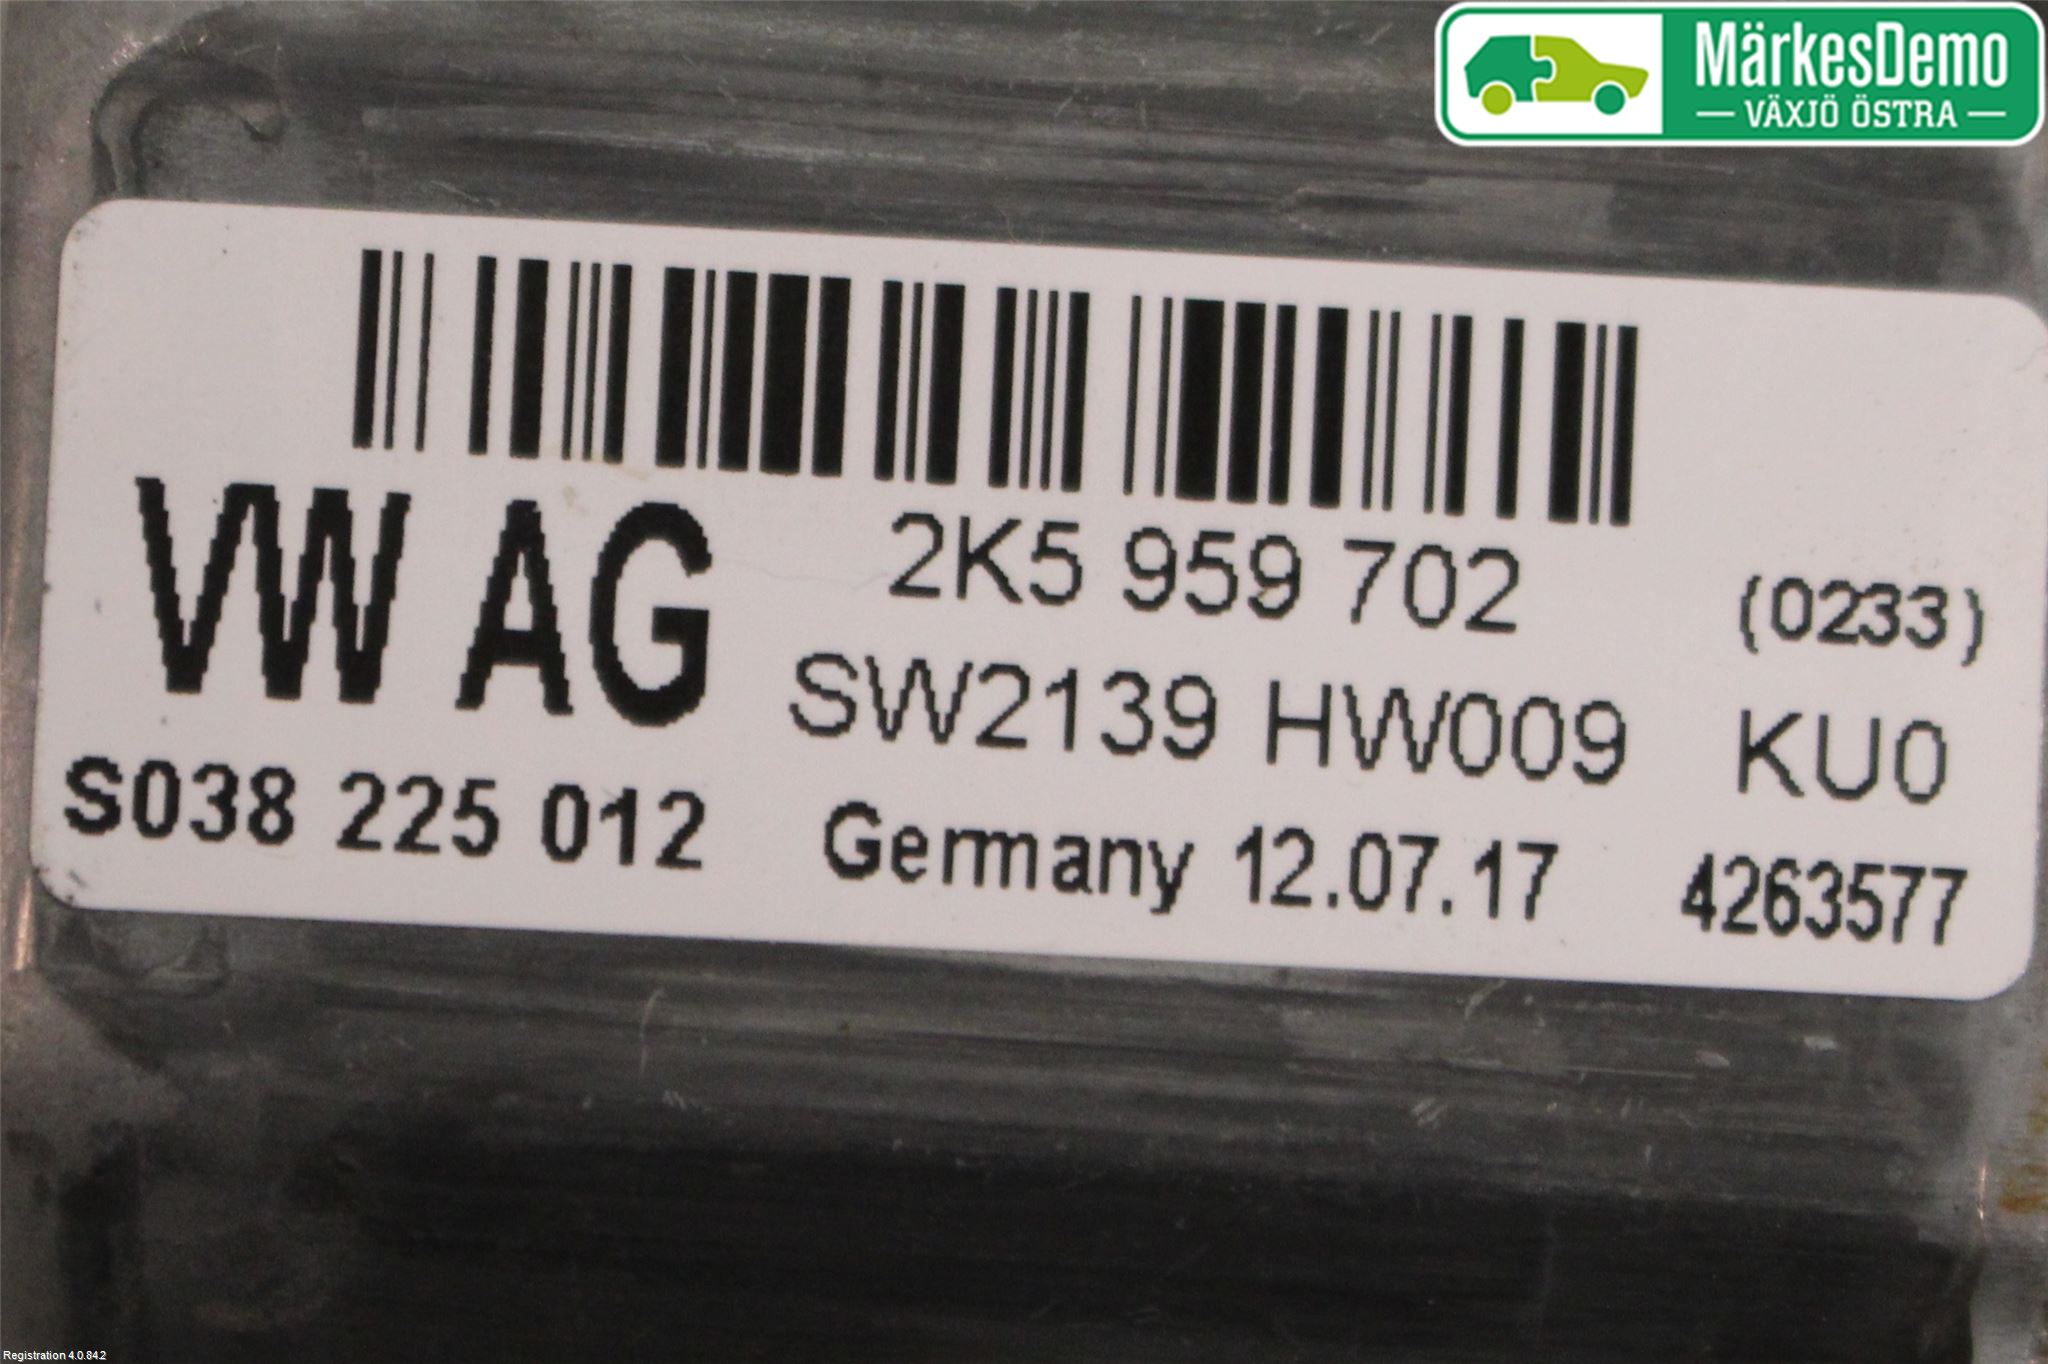 MärkesDemo
VÄXJÖ ÖSTRA
VW AG
2K5 959 702
(0233)
SW2139 HW009
KU0
S038 225 012
Germany 12.07.17
4263577
Registration 4.0.84.2